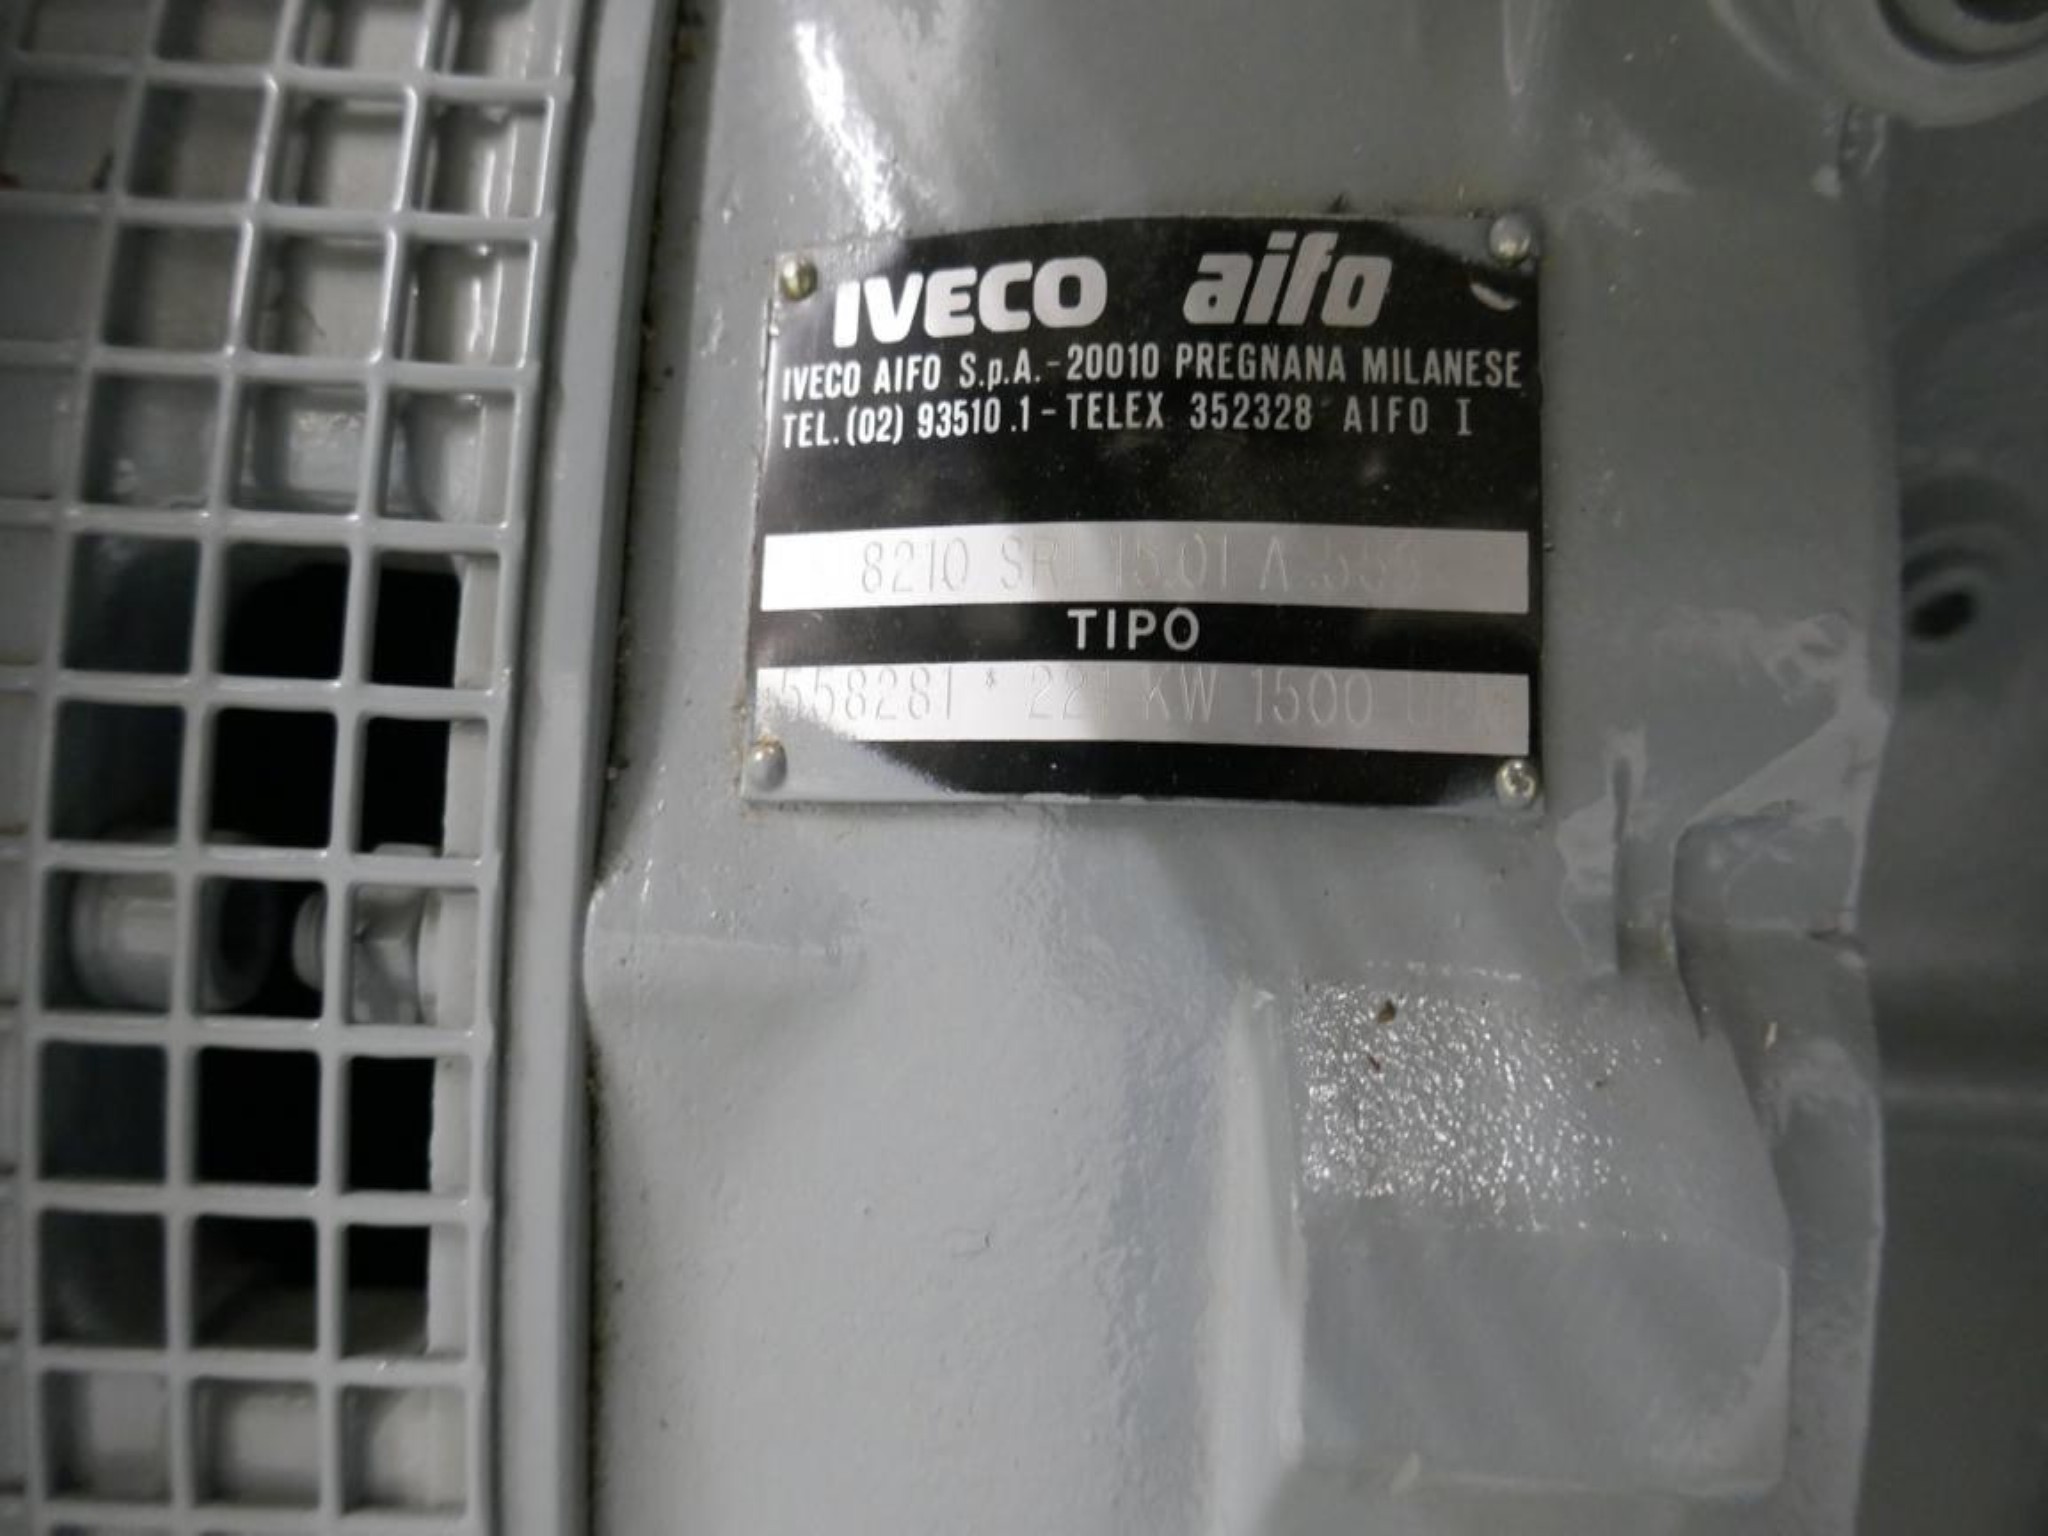 IVECO aifo
IVECO AIFO S.p.A.-20010 PREGNANA MILANESE
TEL.(02) 93510.1-TELEX 352328 AIFO I
8210 15.01 A
TIPO
558281 * KW 1500